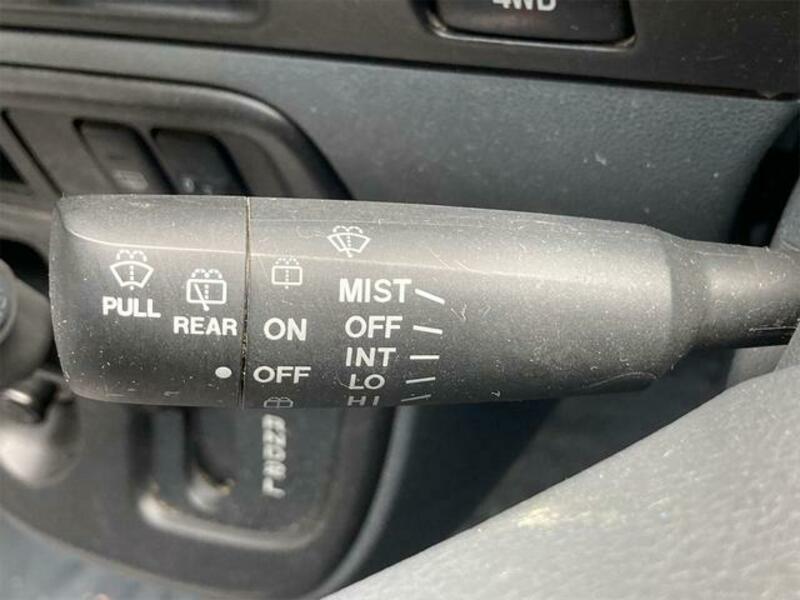 4WD
PULL
REAR
ON
OFF
MIST
OFF
INT
LO
HI